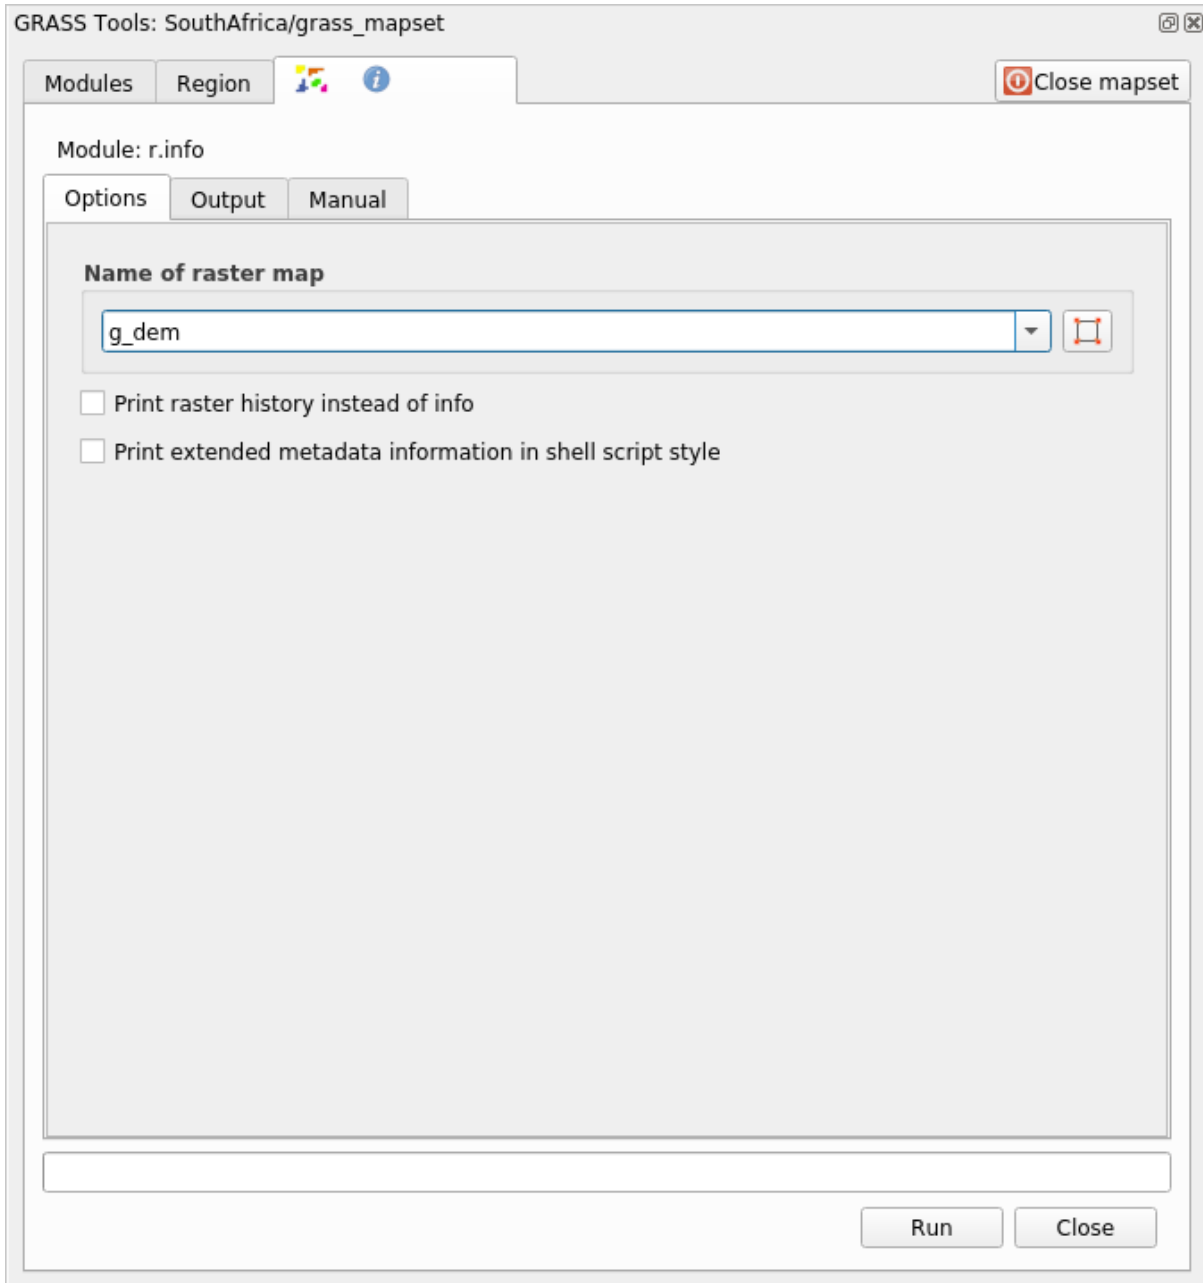 GRASS Tools: SouthAfrica/grass_mapset
Modules Region Close mapset
Module: r.info
Options Output Manual
Name of raster map
g_dem
Print raster history instead of info
Print extended metadata information in shell script style
Run Close